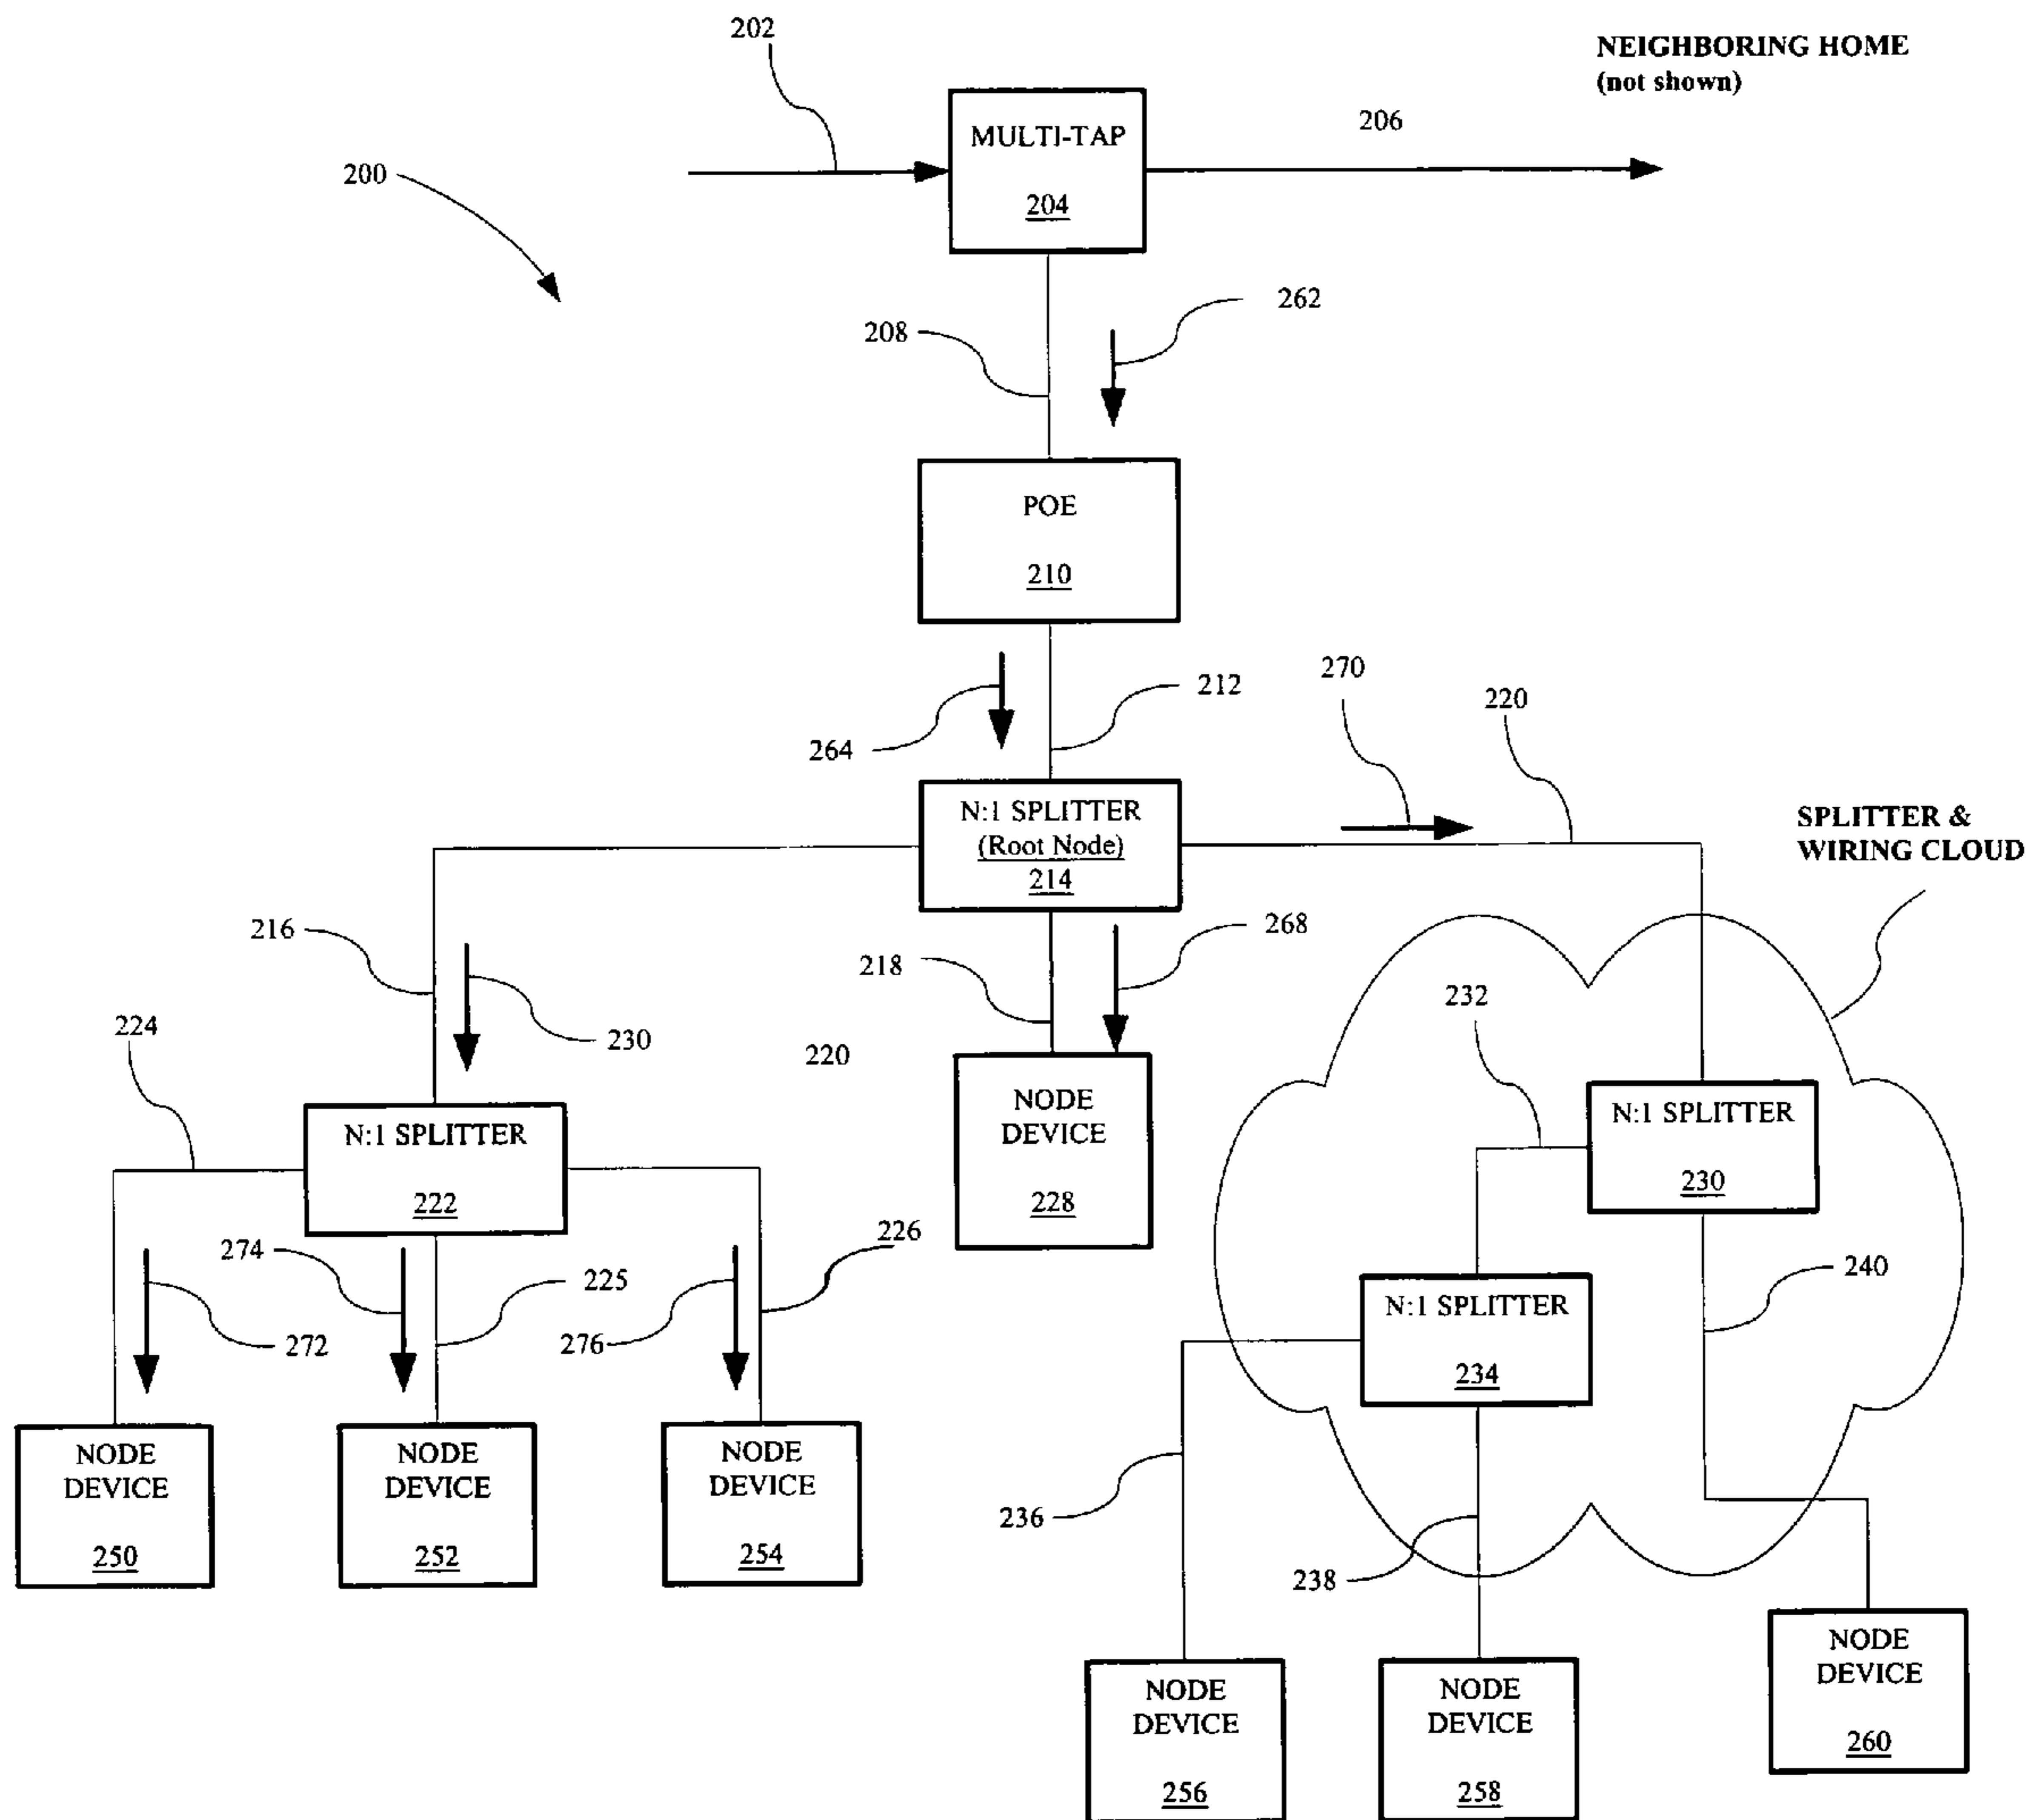 202
NEIGHBORING HOME
(not shown)
MULTI-TAP
204
206
200
262
208
POE
210
270
212
220
264
N:1 SPLITTER
(Root Node)
214
SPLITTER &
WIRING CLOUD
216
268
218
232
224
230
220
NODE
DEVICE
228
N:1 SPLITTER
222
N:1 SPLITTER
230
226
274
225
240
N:1 SPLITTER
234
272
276
NODE
DEVICE
250
NODE
DEVICE
252
NODE
DEVICE
254
236
238
NODE
DEVICE
256
NODE
DEVICE
258
NODE
DEVICE
260